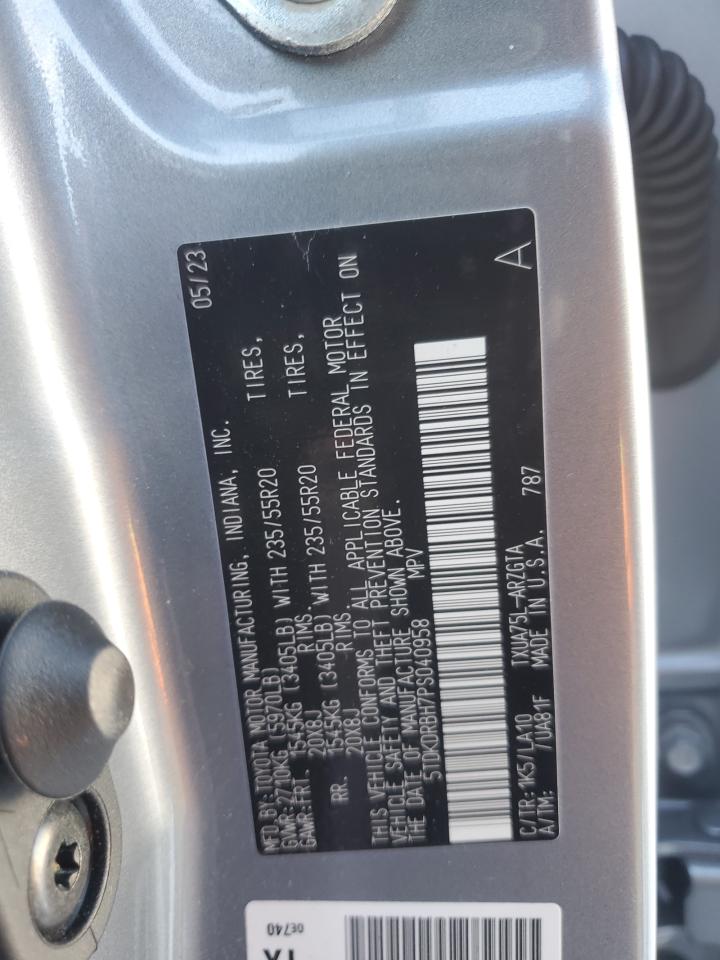 MFD.BY:TOYOTA MOTOR MANUFACTURING, INDIANA, INC. 05/23
GVWR:2710KG (5970LB)
GAWR:FRT. 1545KG (3405LB) WITH 235/55R20 TIRES,
20X8J RIMS
RR. 1545KG (3405LB) WITH 235/55R20 TIRES,
20X8J RIMS.
THIS VEHICLE CONFORMS TO ALL APPLICABLE FEDERAL MOTOR
VEHICLE SAFETY AND THEFT PREVENTION STANDARDS IN EFFECT ON
THE DATE OF MANUFACTURE SHOWN ABOVE.
5TDKDRBH7PS040958 MPV
C/TR:1K5/LA10 TXUA75L-ARZGTA A
A/TM: /UA81F MADE IN U.S.A. 787
0E740